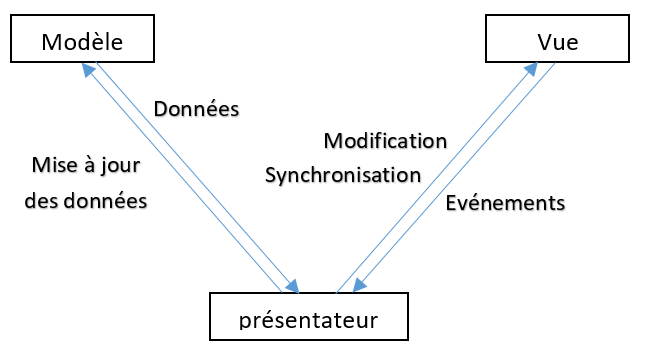 Modèle
Vue
Données
Modification
Mise à jour
Synchronisation
des données
Evénements
présentateur